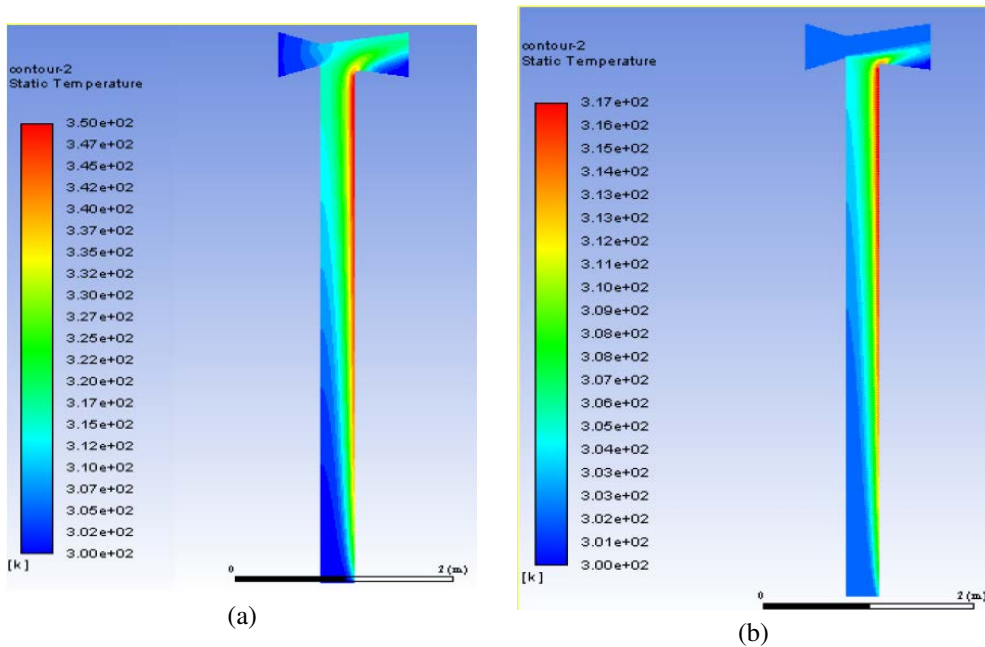 contour-2
Static Temperature
3.50e+02
3.47e+02
3.45e+02
3.42e+02
3.40e+02
3.37e+02
3.35e+02
3.32e+02
3.30e+02
3.27e+02
3.25e+02
3.22e+02
3.20e+02
3.17e+02
3.15e+02
3.12e+02
3.10e+02
3.07e+02
3.05e+02
3.02e+02
3.00e+02
[k]
0
2 (m)
(a)
contour-2
Static Temperature
3.17e+02
3.16e+02
3.15e+02
3.14e+02
3.13e+02
3.13e+02
3.12e+02
3.11e+02
3.10e+02
3.09e+02
3.08e+02
3.08e+02
3.07e+02
3.06e+02
3.05e+02
3.04e+02
3.03e+02
3.03e+02
3.02e+02
3.01e+02
3.00e+02
[k]
0
2 (m)
(b)